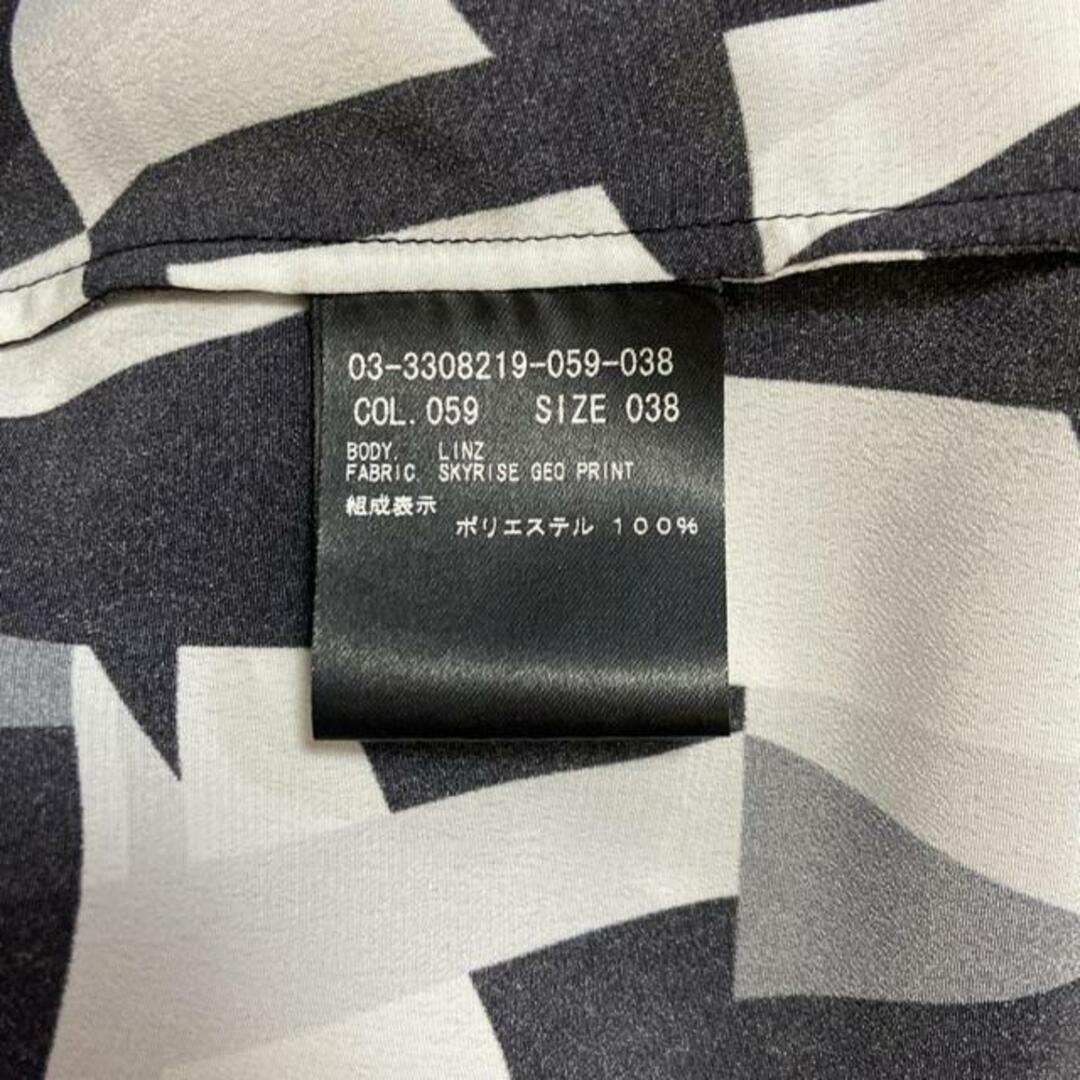 03-3308219-059-038
COL.059 SIZE 038
BODY. LINZ
FABRIC. SKYRISE GEO PRINT
組成表示
ポリエステル 100%